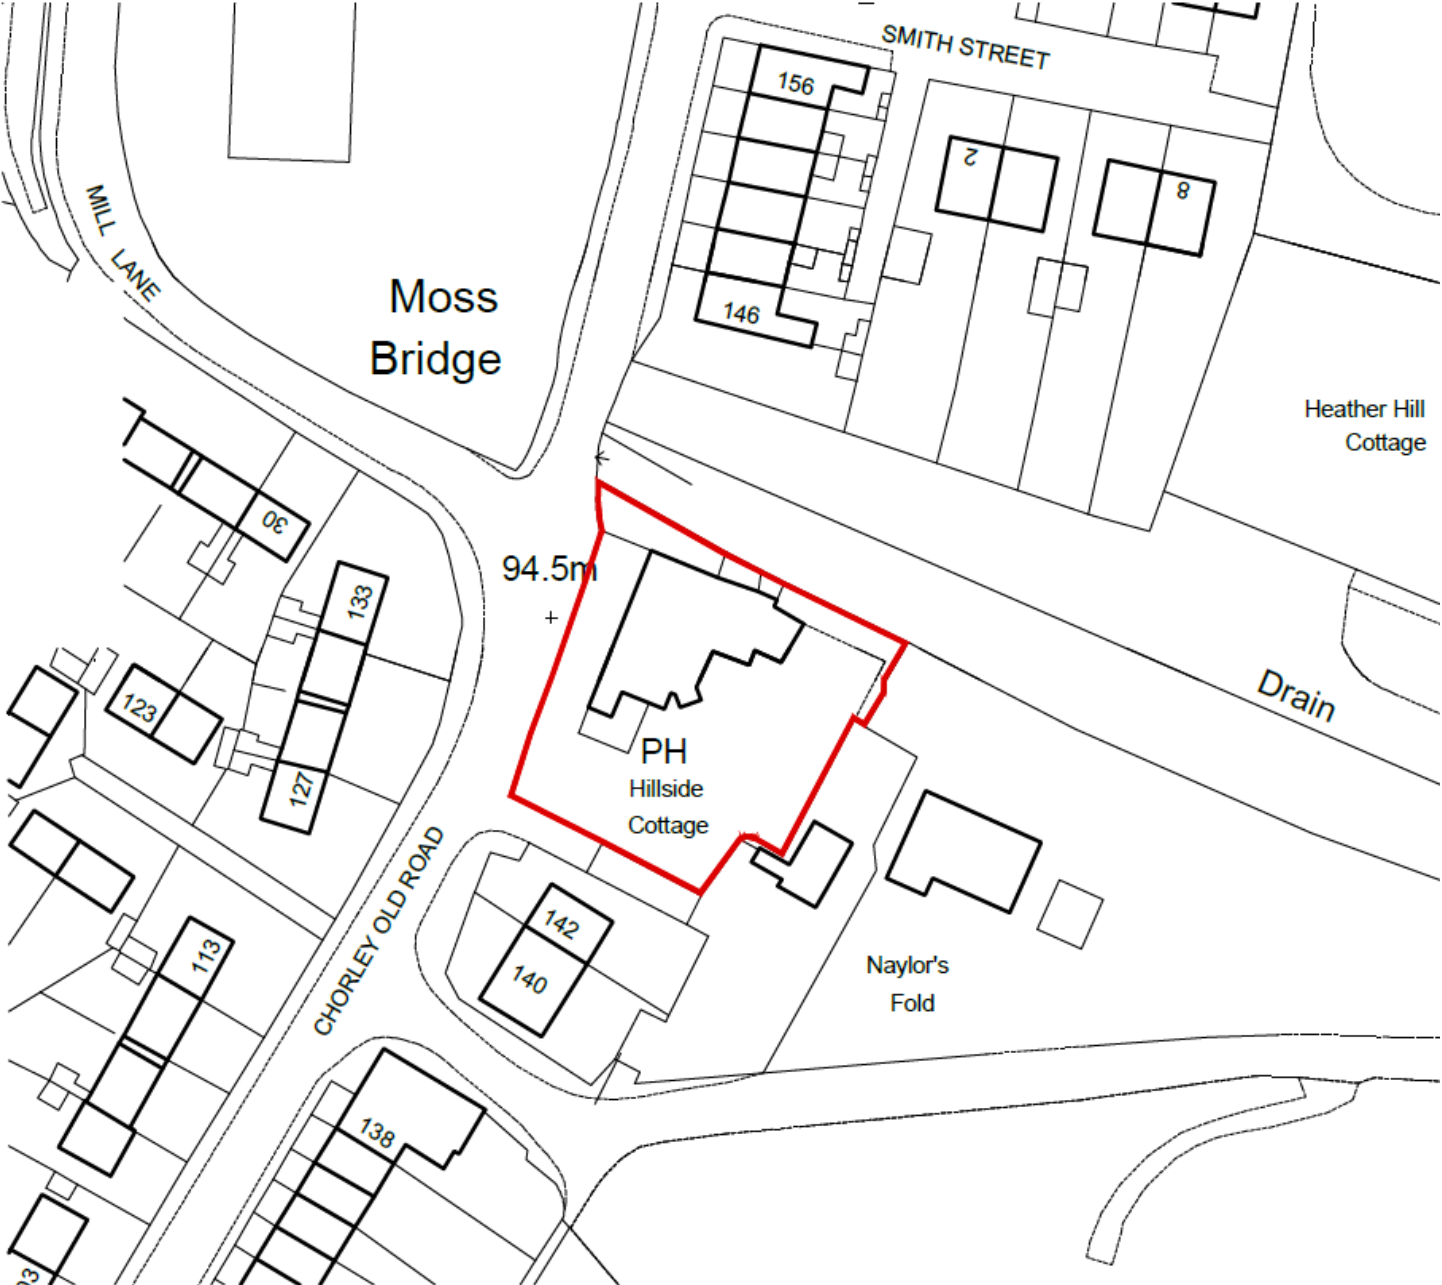 SMITH STREET
156
2
8
MILL LANE
Moss
Bridge
146
Heather Hill
Cottage
30
94.5m
133
123
Drain
127
PH
Hillside
Cottage
CHORLEY OLD ROAD
142
140
113
Naylor's
Fold
138